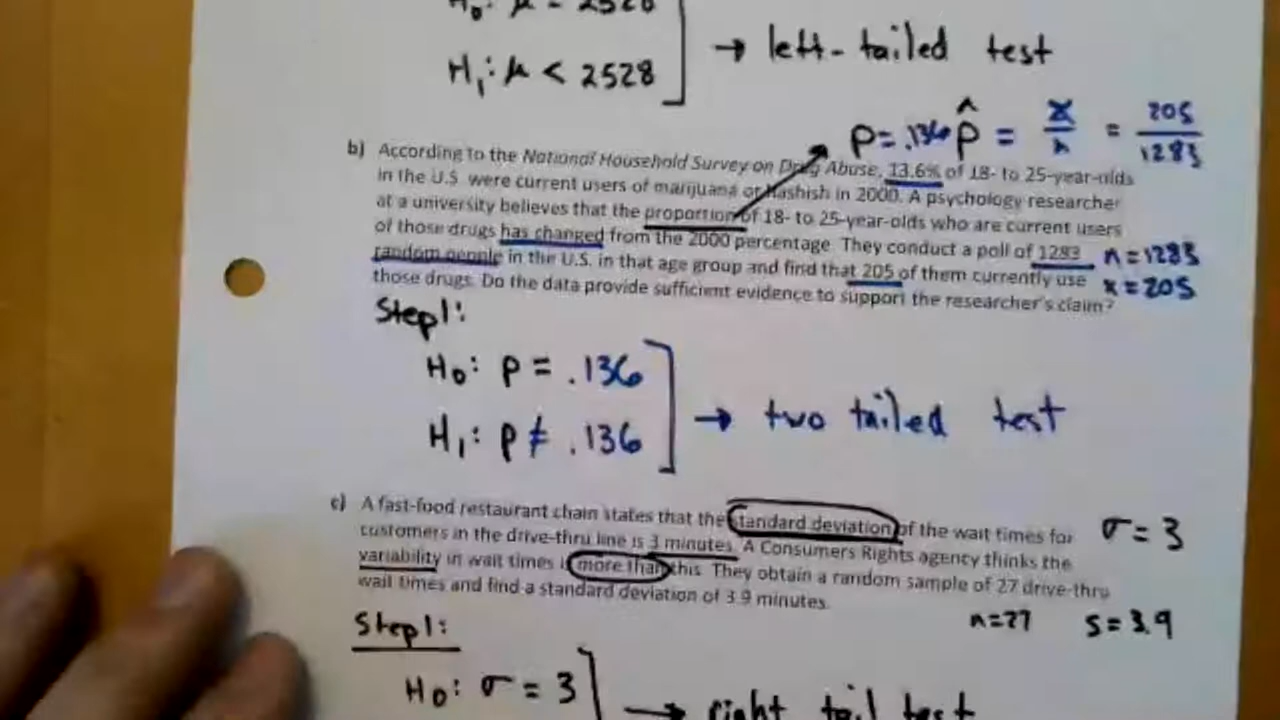 H₀: μ = 2528
H₁: μ < 2528
→ left-tailed test
p=.136 p̂ = x/n = 205/1283
b) According to the National Household Survey on Drug Abuse, 13.6% of 18- to 25-year-olds
in the U.S. were current users of marijuana or hashish in 2000. A psychology researcher
at a university believes that the proportion of 18- to 25-year-olds who are current users
of those drugs has changed from the 2000 percentage. They conduct a poll of 1283 n=1283
random people in the U.S. in that age group and find that 205 of them currently use x=205
those drugs. Do the data provide sufficient evidence to support the researcher's claim?
Step1:
H₀: p = .136
H₁: p ≠ .136
→ two tailed test
c) A fast-food restaurant chain states that the standard deviation of the wait times for σ = 3
customers in the drive-thru line is 3 minutes. A Consumers Rights agency thinks the
variability in wait times is more than this. They obtain a random sample of 27 drive-thru
wait times and find a standard deviation of 3.9 minutes.
n=27 s=3.9
Step1:
H₀: σ = 3
→ right tail test